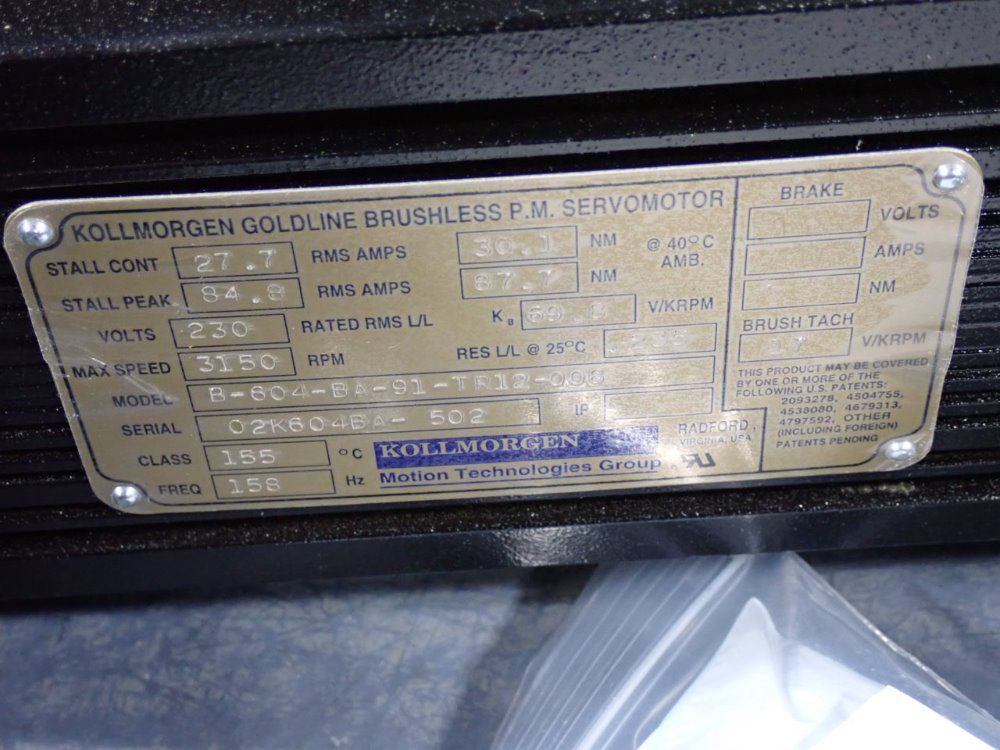 KOLLMORGEN GOLDLINE BRUSHLESS P.M. SERVOMOTOR
STALL CONT 27.7 RMS AMPS 30.1 NM @ 40°C AMB.
STALL PEAK 84.8 RMS AMPS 87.7 NM
VOLTS 230 RATED RMS L/L KB V/KRPM
MAX SPEED 3150 RPM RES L/L @ 25°C
MODEL B-604-BA-91-TR12-008
SERIAL 02K604BA- 502 IP
CLASS 155 °C
FREQ 158 Hz
KOLLMORGEN
Motion Technologies Group
RADFORD,
VIRGINIA, USA
BRAKE
VOLTS
AMPS
NM
BRUSH TACH
V/KRPM
THIS PRODUCT MAY BE COVERED
BY ONE OR MORE OF THE
FOLLOWING U.S. PATENTS:
2093278, 4504755,
4538080, 4679313,
4797592, OTHER
(INCLUDING FOREIGN)
PATENTS PENDING